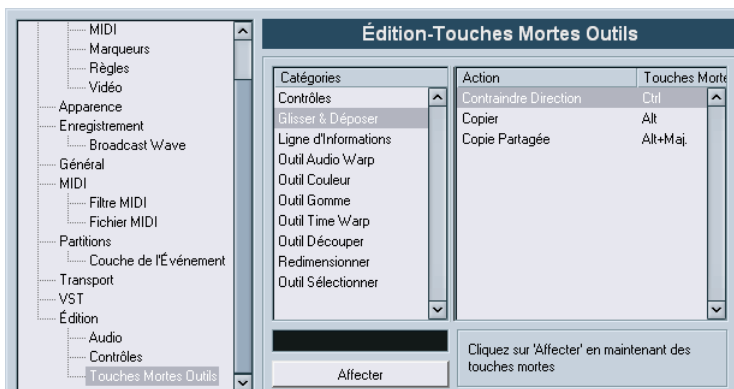 MIDI
Marqueurs
Règles
Vidéo
Apparence
Enregistrement
Broadcast Wave
Général
MIDI
Filtre MIDI
Fichier MIDI
Partitions
Couche de l'Événement
Transport
VST
Édition
Audio
Contrôles
Touches Mortes Outils
Édition-Touches Mortes Outils
Catégories
Contrôles
Glisser & Déposer
Ligne d'Informations
Outil Audio Warp
Outil Couleur
Outil Gomme
Outil Time Warp
Outil Découper
Redimensionner
Outil Sélectionner
Affecter
Action Touches Morte
Contraindre Direction Ctrl
Copier Alt
Copie Partagée Alt+Maj.
Cliquez sur 'Affecter' en maintenant des
touches mortes